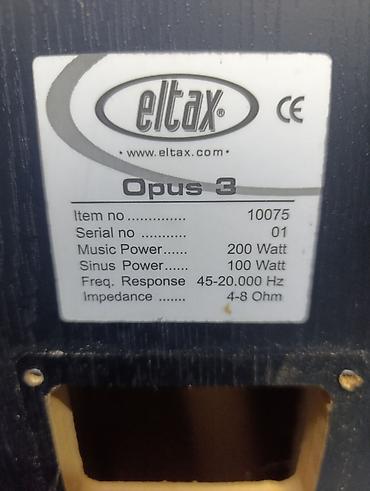 eltax®
CE
• www.eltax.com •
Opus 3
Item no .............. 10075
Serial no ........... 01
Music Power...... 200 Watt
Sinus Power...... 100 Watt
Freq. Response 45-20.000 Hz
Impedance ....... 4-8 Ohm